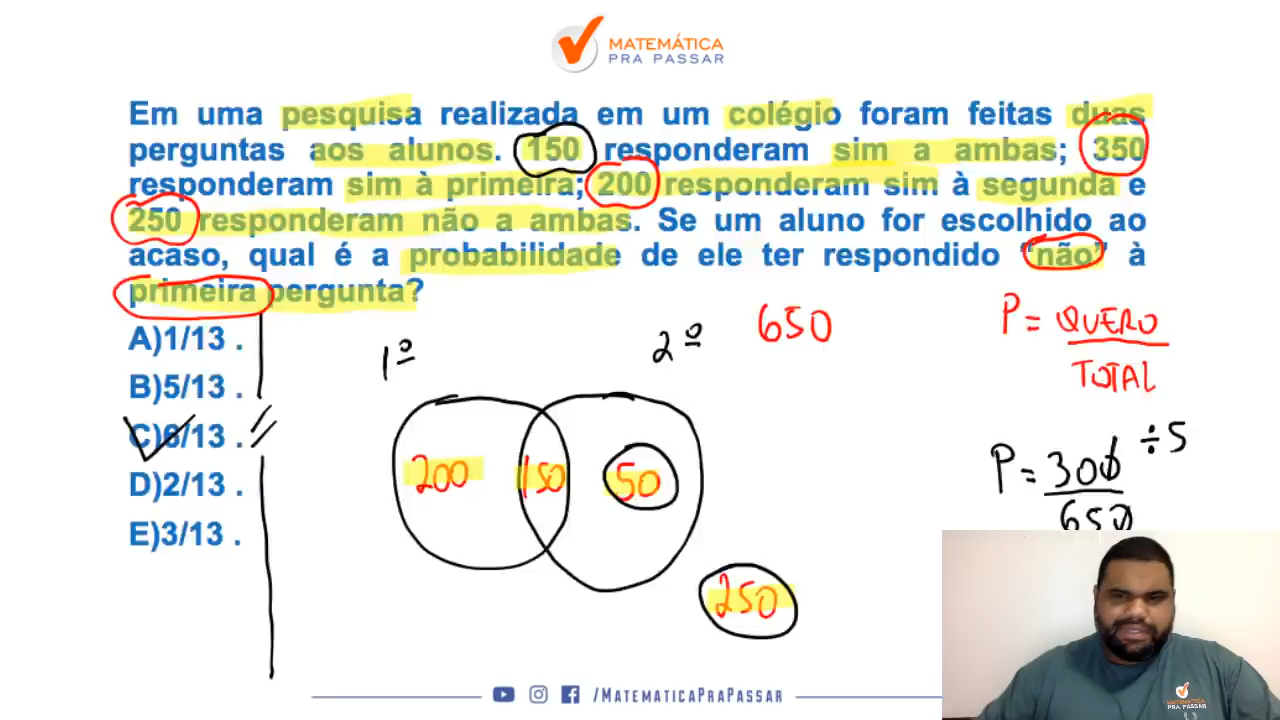 MATEMÁTICA
PRA PASSAR
Em uma pesquisa realizada em um colégio foram feitas duas
perguntas aos alunos. 150 responderam sim a ambas; 350
responderam sim à primeira; 200 responderam sim à segunda e
250 responderam não a ambas. Se um aluno for escolhido ao
acaso, qual é a probabilidade de ele ter respondido “não” à
primeira pergunta?
A)1/13 .
B)5/13 .
C)6/13 .
D)2/13 .
E)3/13 .
1º
2º
650
P= QUERO
TOTAL
200
150
50
250
P= 300 ÷5
650
MATEMÁTICA
PRA PASSAR
/MATEMATICAPRAPASSAR